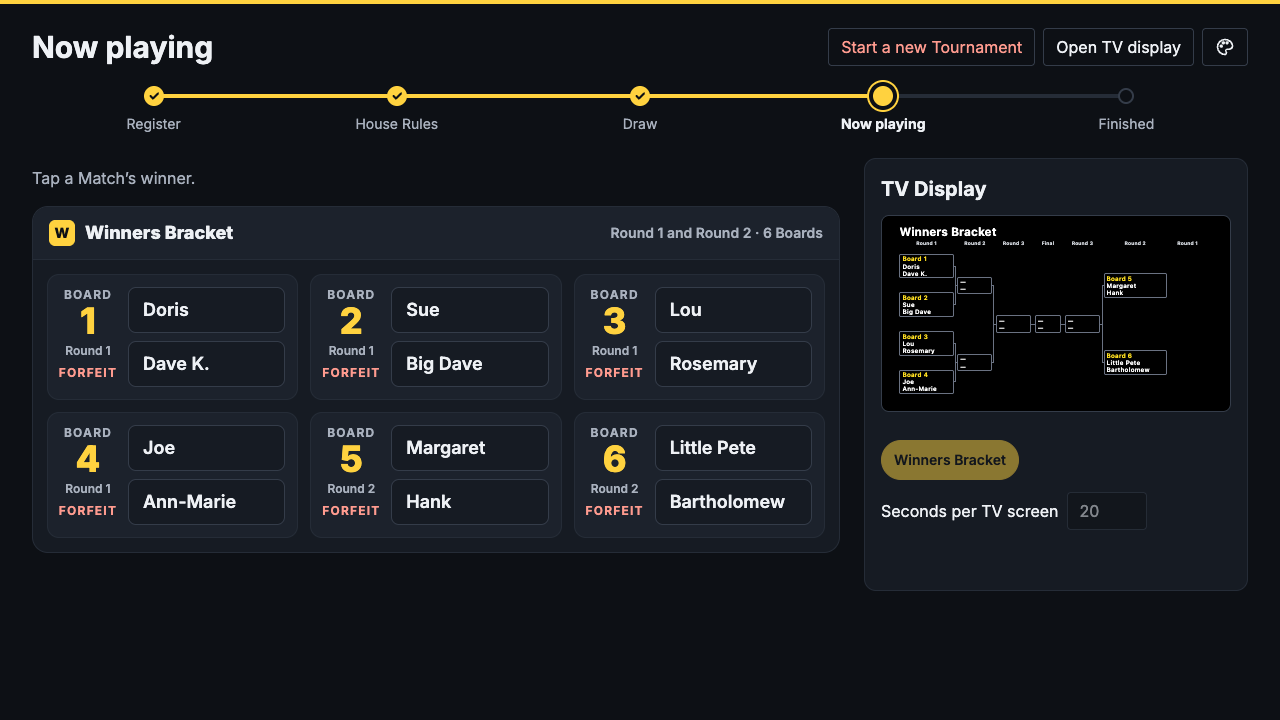 Now playing
Start a new Tournament
Open TV display
Register
House Rules
Draw
Now playing
Finished
Tap a Match’s winner.
W Winners Bracket
Round 1 and Round 2 · 6 Boards
BOARD
1
Round 1
FORFEIT
Doris
Dave K.
BOARD
2
Round 1
FORFEIT
Sue
Big Dave
BOARD
3
Round 1
FORFEIT
Lou
Rosemary
BOARD
4
Round 1
FORFEIT
Joe
Ann-Marie
BOARD
5
Round 2
FORFEIT
Margaret
Hank
BOARD
6
Round 2
FORFEIT
Little Pete
Bartholomew
TV Display
Winners Bracket
Round 1 Round 2 Round 3 Final Round 3 Round 2 Round 1
Board 1
Doris
Dave K.
Board 2
Sue
Big Dave
Board 3
Lou
Rosemary
Board 4
Joe
Ann-Marie
Board 5
Margaret
Hank
Board 6
Little Pete
Bartholomew
Winners Bracket
Seconds per TV screen 20